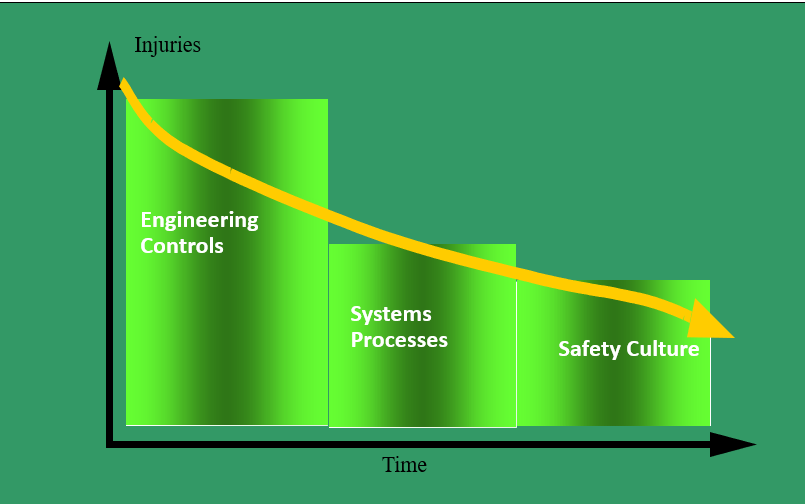 Injuries
Engineering
Controls
Systems
Processes
Safety Culture
Time